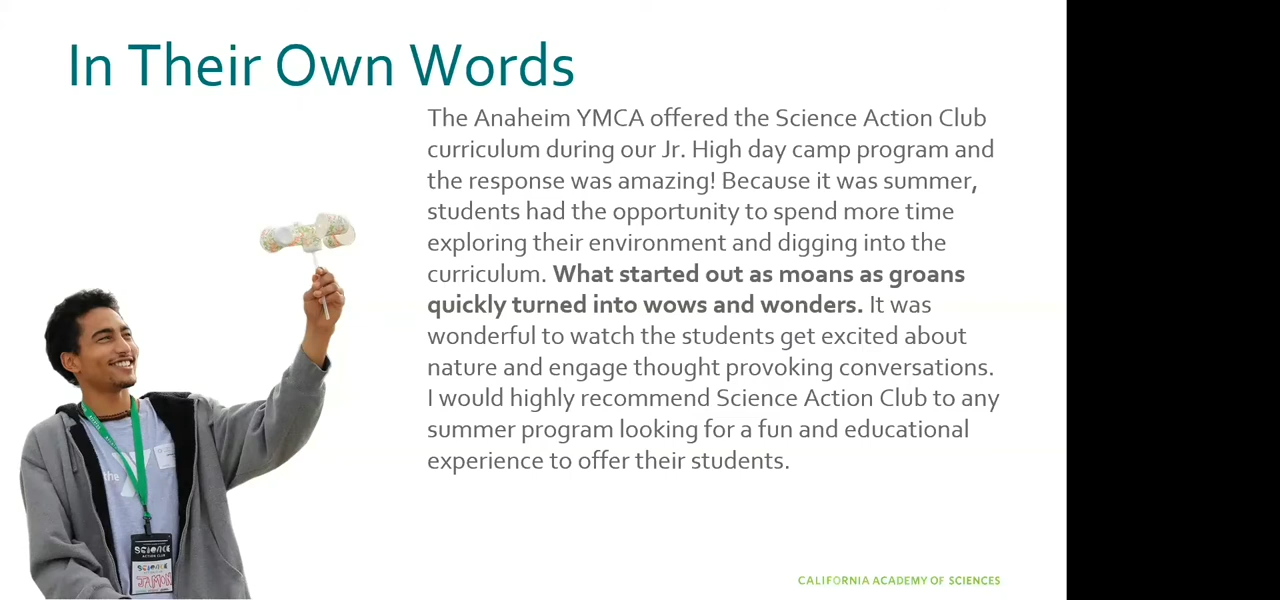 In Their Own Words
The Anaheim YMCA offered the Science Action Club
curriculum during our Jr. High day camp program and
the response was amazing! Because it was summer,
students had the opportunity to spend more time
exploring their environment and digging into the
curriculum. What started out as moans as groans
quickly turned into wows and wonders. It was
wonderful to watch the students get excited about
nature and engage thought provoking conversations.
I would highly recommend Science Action Club to any
summer program looking for a fun and educational
experience to offer their students.
the Y
SCIENCE
ACTION CLUB
CALIFORNIA ACADEMY OF SCIENCES